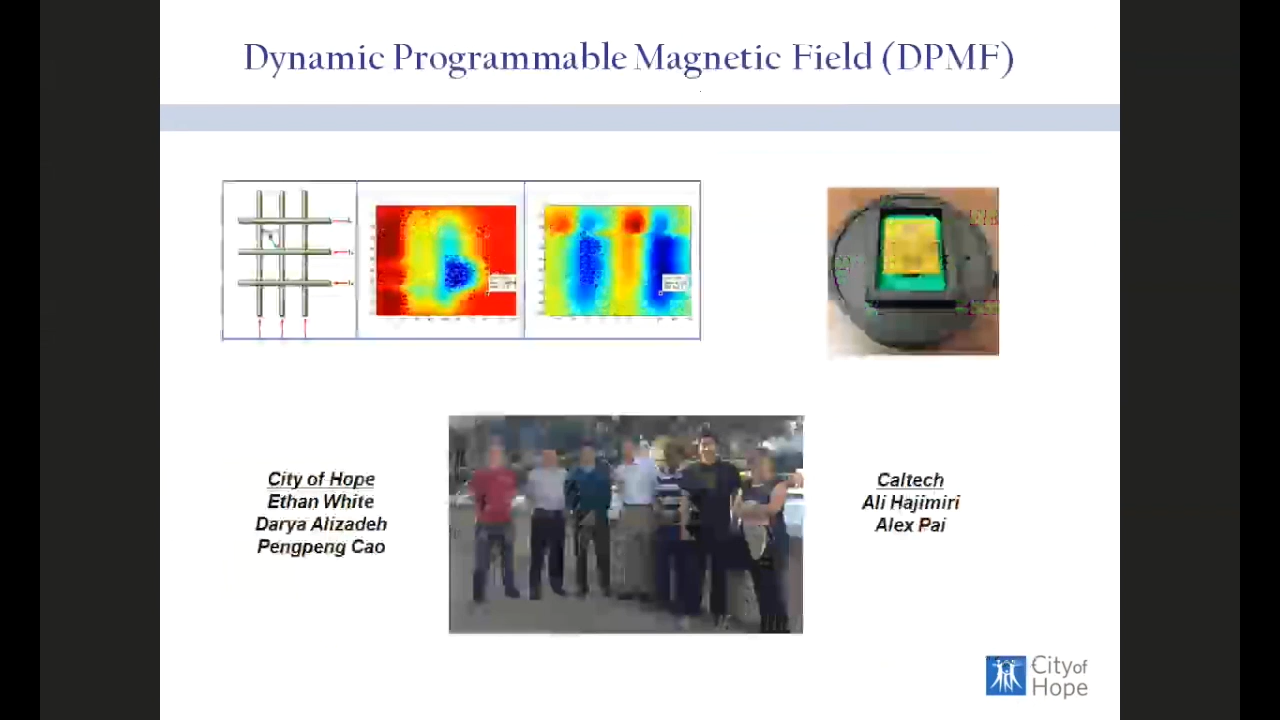 Dynamic Programmable Magnetic Field (DPMF)
City of Hope
Ethan White
Darya Alizadeh
Pengpeng Cao
Caltech
Ali Hajimiri
Alex Pai
City of
Hope